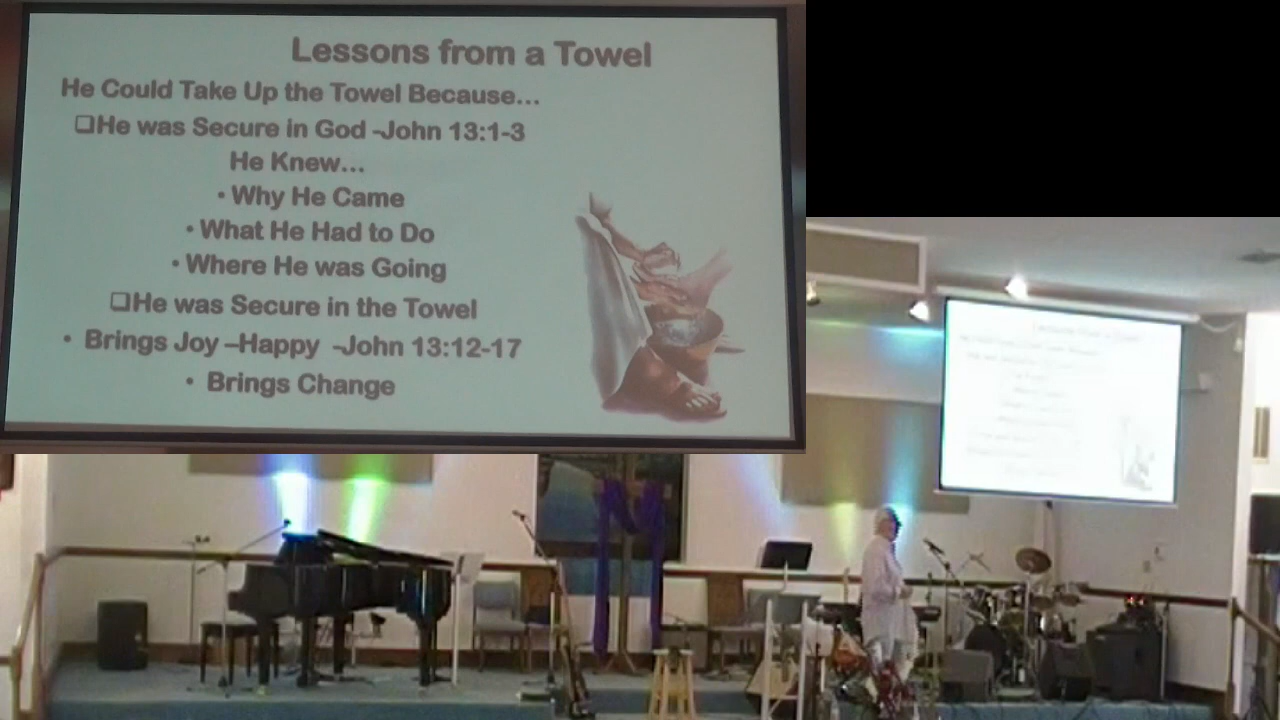 Lessons from a Towel
He Could Take Up the Towel Because...
❑He was Secure in God -John 13:1-3
He Knew...
• Why He Came
• What He Had to Do
• Where He was Going
❑He was Secure in the Towel
• Brings Joy –Happy -John 13:12-17
• Brings Change